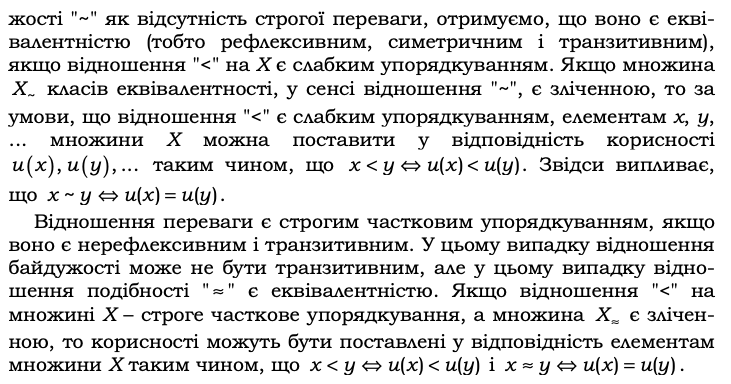 жості "~" як відсутність строгої переваги, отримуємо, що воно є екві-
валентністю (тобто рефлексивним, симетричним і транзитивним),
якщо відношення "<" на X є слабким упорядкуванням. Якщо множина
X~ класів еквівалентності, у сенсі відношення "~", є зліченною, то за
умови, що відношення "<" є слабким упорядкуванням, елементам x, y,
... множини X можна поставити у відповідність корисності
u(x), u(y), ... таким чином, що x < y ⇔ u(x) < u(y). Звідси випливає,
що x ~ y ⇔ u(x) = u(y).
Відношення переваги є строгим частковим упорядкуванням, якщо
воно є нерефлексивним і транзитивним. У цьому випадку відношення
байдужості може не бути транзитивним, але у цьому випадку відно-
шення подібності "≈" є еквівалентністю. Якщо відношення "<" на
множині X – строге часткове упорядкування, а множина X≈ є злічен-
ною, то корисності можуть бути поставлені у відповідність елементам
множини X таким чином, що x < y ⇔ u(x) < u(y) і x ≈ y ⇔ u(x) = u(y).